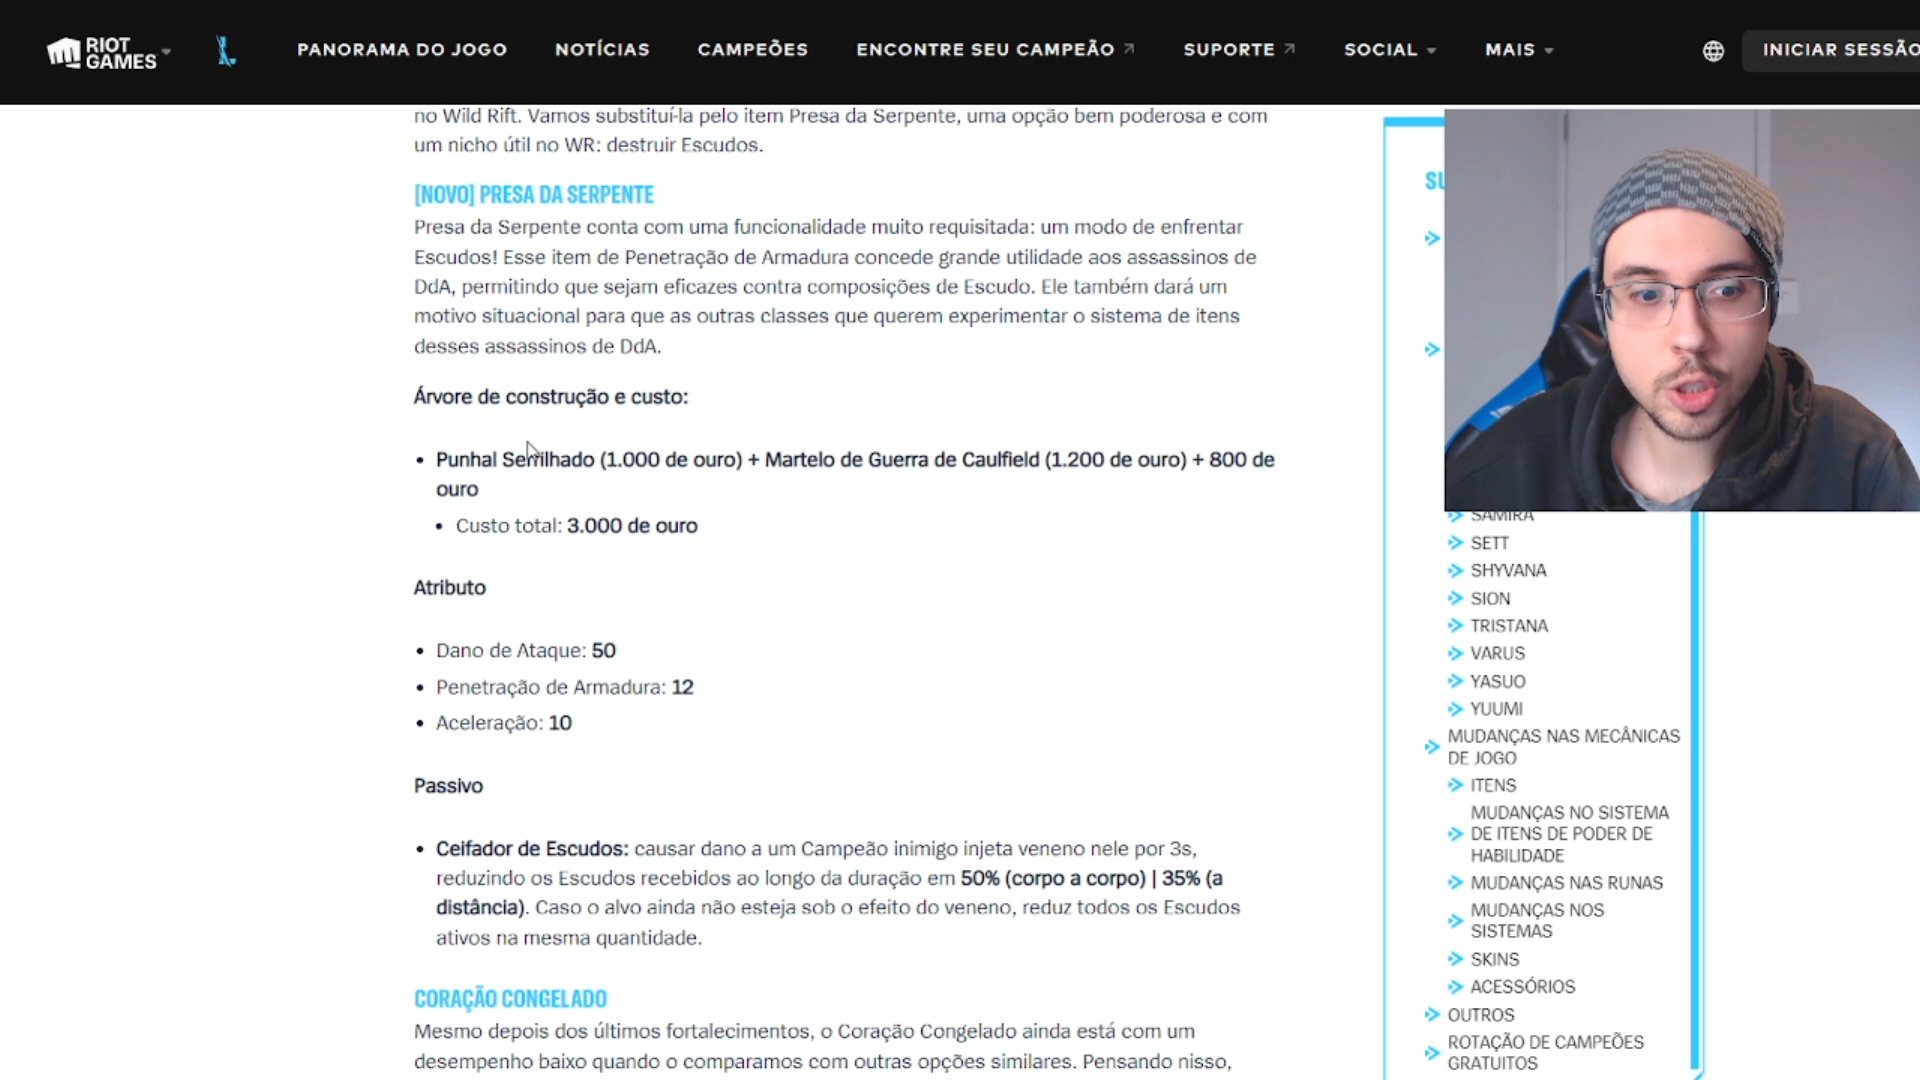 RIOT GAMES
PANORAMA DO JOGO
NOTÍCIAS
CAMPEÕES
ENCONTRE SEU CAMPEÃO
SUPORTE
SOCIAL
MAIS
INICIAR SESSÃO
no Wild Rift. Vamos substituí-la pelo item Presa da Serpente, uma opção bem poderosa e com
um nicho útil no WR: destruir Escudos.
[NOVO] PRESA DA SERPENTE
Presa da Serpente conta com uma funcionalidade muito requisitada: um modo de enfrentar
Escudos! Esse item de Penetração de Armadura concede grande utilidade aos assassinos de
DdA, permitindo que sejam eficazes contra composições de Escudo. Ele também dará um
motivo situacional para que as outras classes que querem experimentar o sistema de itens
desses assassinos de DdA.
Árvore de construção e custo:
• Punhal Serrilhado (1.000 de ouro) + Martelo de Guerra de Caulfield (1.200 de ouro) + 800 de
ouro
• Custo total: 3.000 de ouro
Atributo
• Dano de Ataque: 50
• Penetração de Armadura: 12
• Aceleração: 10
Passivo
• Ceifador de Escudos: causar dano a um Campeão inimigo injeta veneno nele por 3s,
reduzindo os Escudos recebidos ao longo da duração em 50% (corpo a corpo) | 35% (a
distância). Caso o alvo ainda não esteja sob o efeito do veneno, reduz todos os Escudos
ativos na mesma quantidade.
CORAÇÃO CONGELADO
Mesmo depois dos últimos fortalecimentos, o Coração Congelado ainda está com um
desempenho baixo quando o comparamos com outras opções similares. Pensando nisso,
SAMIRA
SETT
SHYVANA
SION
TRISTANA
VARUS
YASUO
YUUMI
MUDANÇAS NAS MECÂNICAS
DE JOGO
ITENS
MUDANÇAS NO SISTEMA
DE ITENS DE PODER DE
HABILIDADE
MUDANÇAS NAS RUNAS
MUDANÇAS NOS
SISTEMAS
SKINS
ACESSÓRIOS
OUTROS
ROTAÇÃO DE CAMPEÕES
GRATUITOS